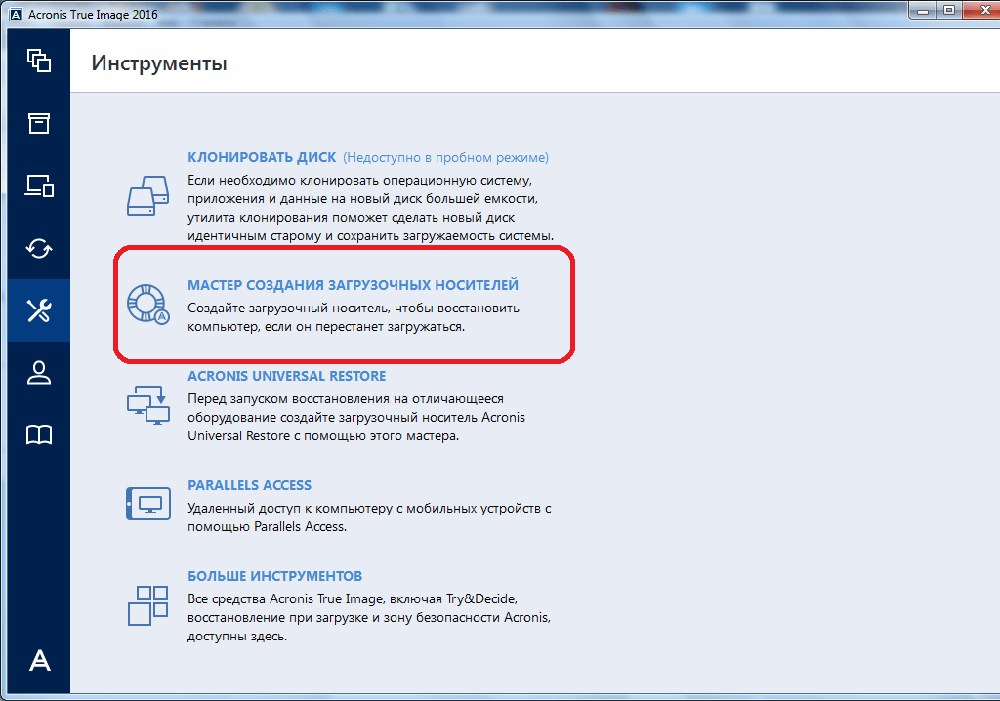 Acronis True Image 2016
Инструменты
КЛОНИРОВАТЬ ДИСК (Недоступно в пробном режиме)
Если необходимо клонировать операционную систему,
приложения и данные на новый диск большей емкости,
утилита клонирования поможет сделать новый диск
идентичным старому и сохранить загружаемость системы.
МАСТЕР СОЗДАНИЯ ЗАГРУЗОЧНЫХ НОСИТЕЛЕЙ
Создайте загрузочный носитель, чтобы восстановить
компьютер, если он перестанет загружаться.
ACRONIS UNIVERSAL RESTORE
Перед запуском восстановления на отличающееся
оборудование создайте загрузочный носитель Acronis
Universal Restore с помощью этого мастера.
PARALLELS ACCESS
Удаленный доступ к компьютеру с мобильных устройств с
помощью Parallels Access.
БОЛЬШЕ ИНСТРУМЕНТОВ
Все средства Acronis True Image, включая Try&Decide,
восстановление при загрузке и зону безопасности Acronis,
доступны здесь.